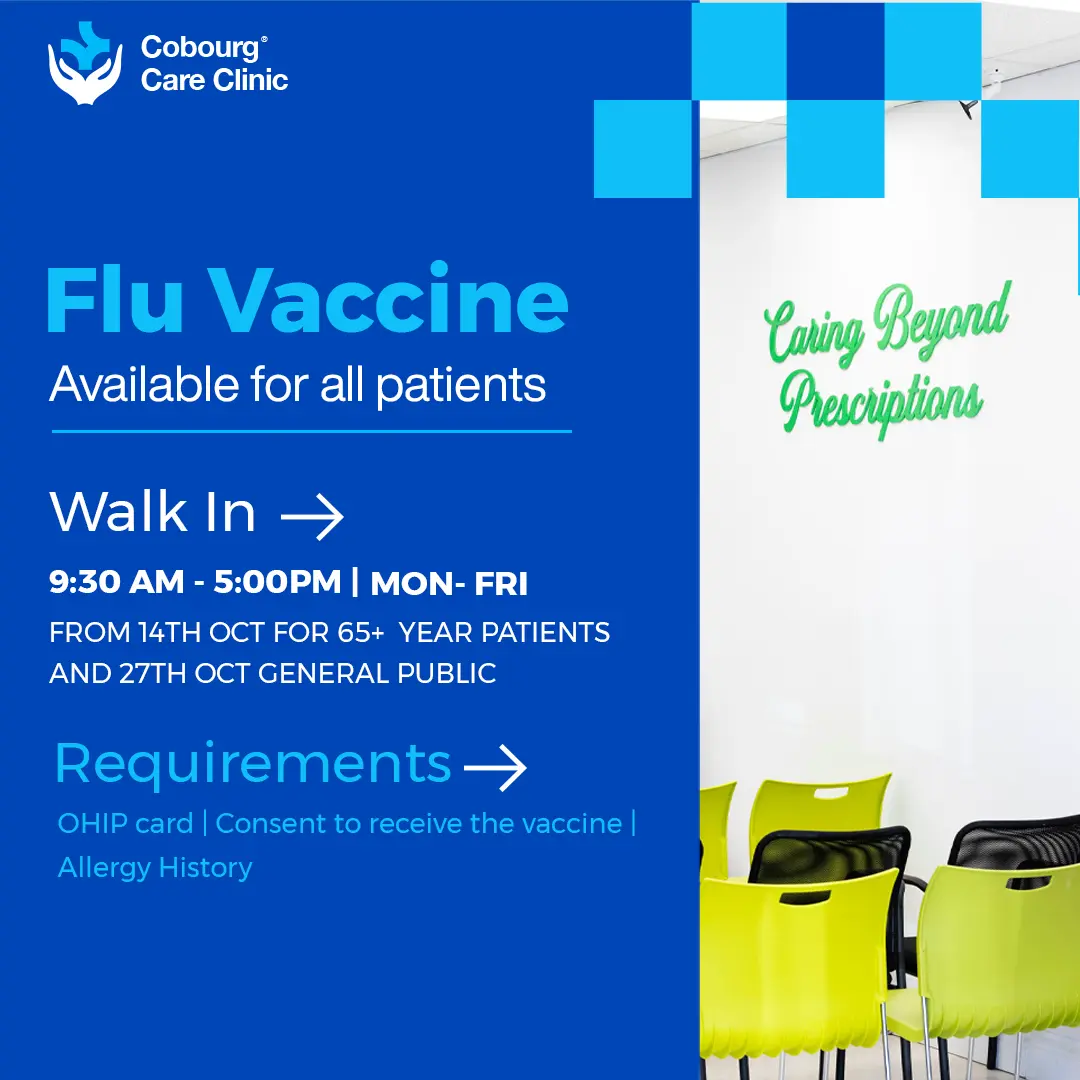 Cobourg®
Care Clinic
Flu Vaccine
Available for all patients
Walk In →
9:30 AM - 5:00PM | MON- FRI
FROM 14TH OCT FOR 65+ YEAR PATIENTS
AND 27TH OCT GENERAL PUBLIC
Requirements →
OHIP card | Consent to receive the vaccine |
Allergy History
Caring Beyond
Prescriptions